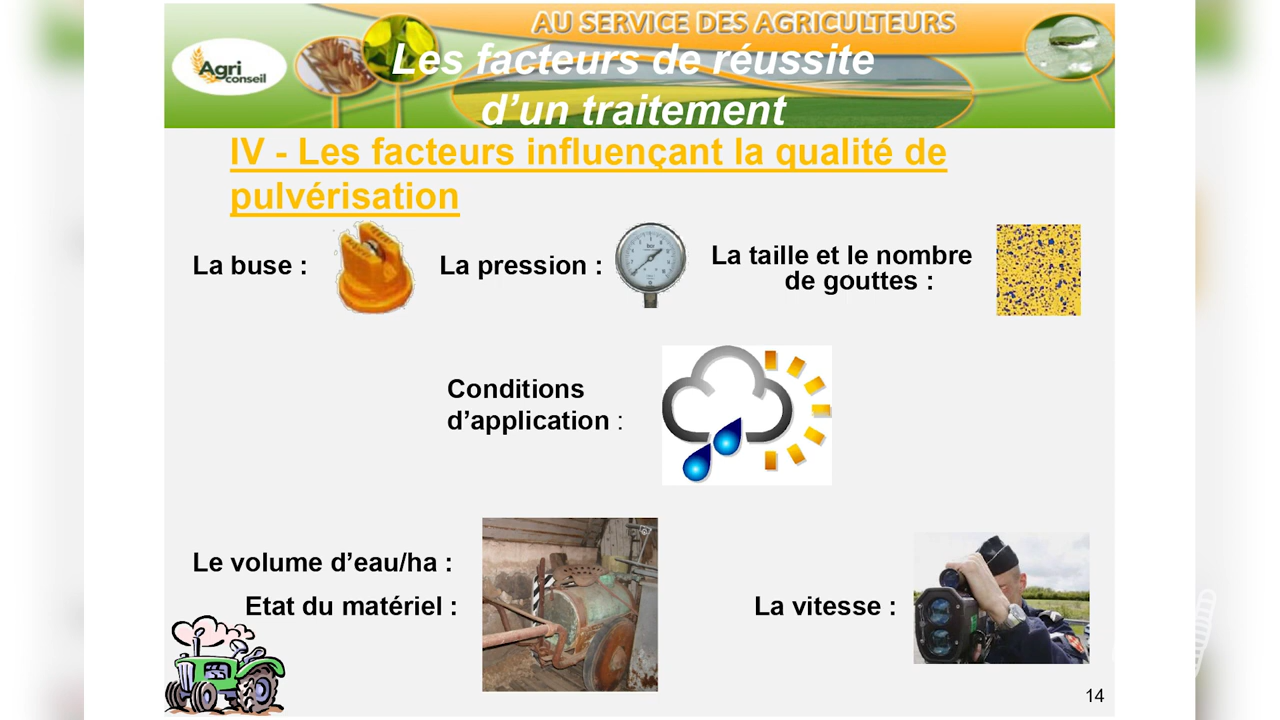 AU SERVICE DES AGRICULTEURS
Agri
conseil
Les facteurs de réussite
d’un traitement
IV - Les facteurs influençant la qualité de
pulvérisation
La buse :
La pression :
La taille et le nombre
de gouttes :
Conditions
d’application :
Le volume d’eau/ha :
Etat du matériel :
La vitesse :
14